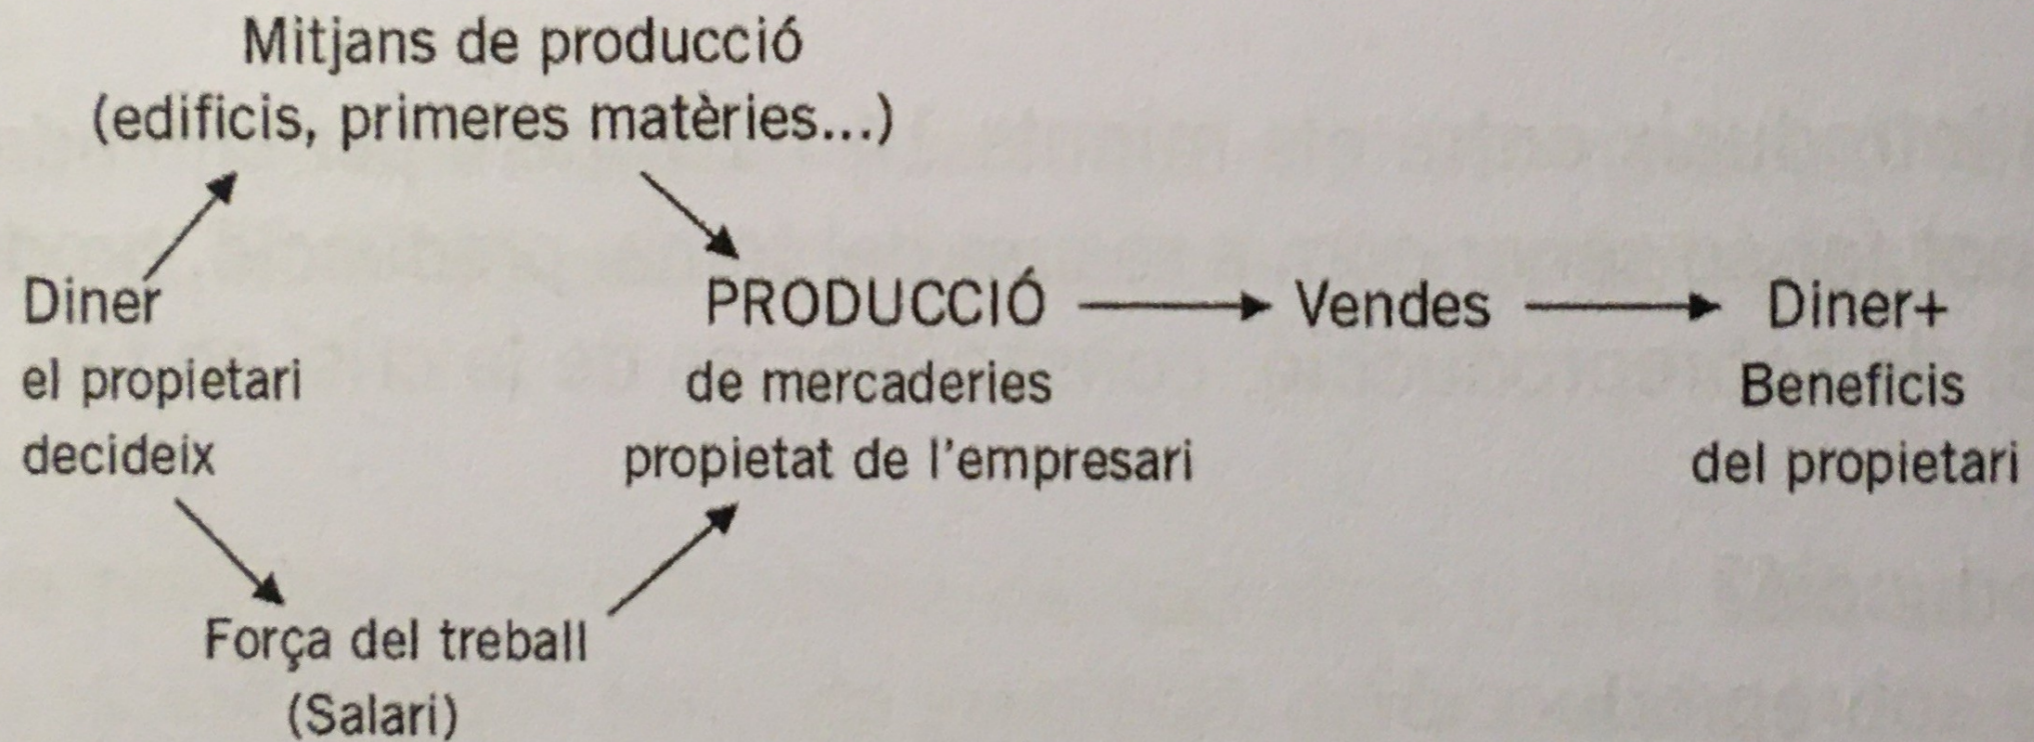 Mitjans de producció
(edificis, primeres matèries...)
Diner
el propietari
decideix
PRODUCCIÓ
de mercaderies
propietat de l'empresari
Vendes
Diner+
Beneficis
del propietari
Força del treball
(Salari)